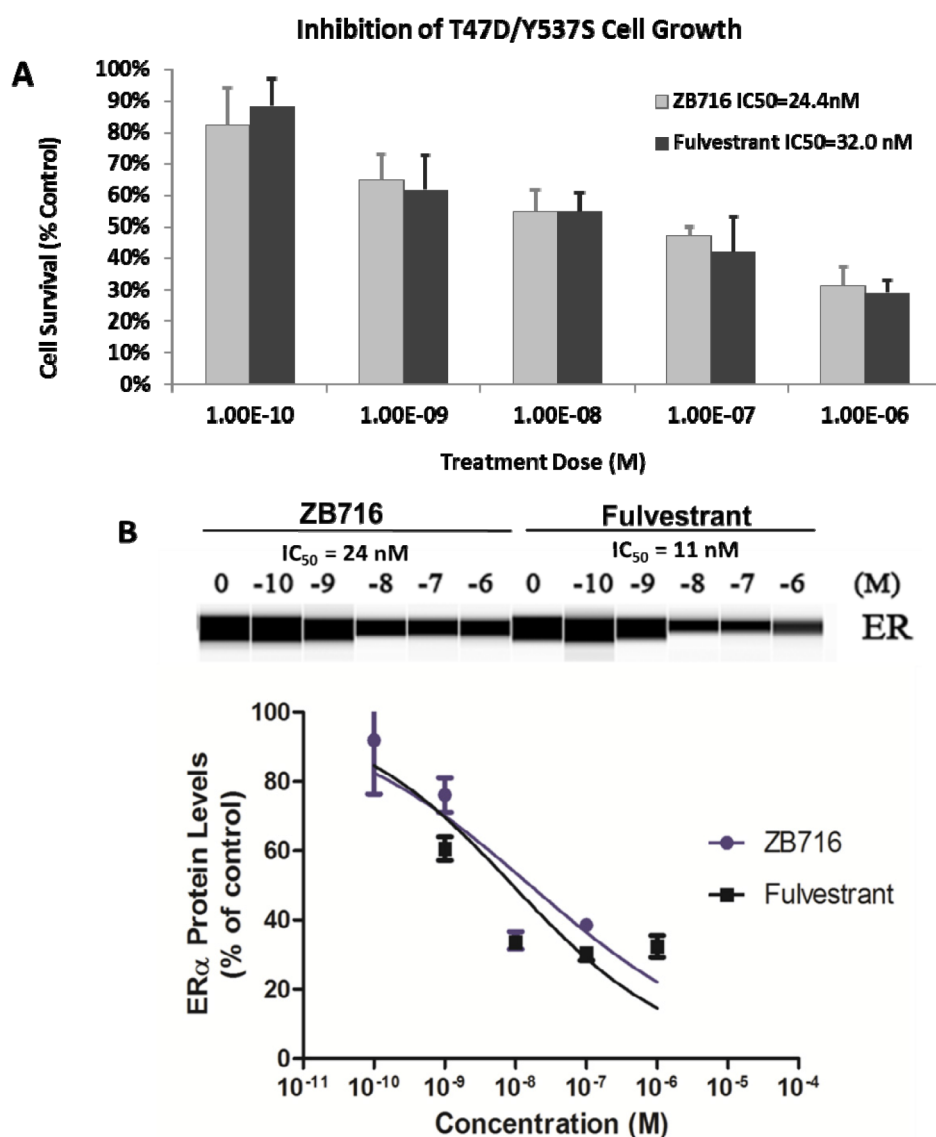 Inhibition of T47D/Y537S Cell Growth
A
100%
90%
80%
70%
60%
50%
40%
30%
20%
10%
0%
Cell Survival (% Control)
ZB716 IC50=24.4nM
Fulvestrant IC50=32.0 nM
1.00E-10 1.00E-09 1.00E-08 1.00E-07 1.00E-06
Treatment Dose (M)
B
ZB716 Fulvestrant
IC50 = 24 nM IC50 = 11 nM
0 -10 -9 -8 -7 -6 0 -10 -9 -8 -7 -6 (M)
ER
100
80
60
40
20
0
ERα Protein Levels
(% of control)
ZB716
Fulvestrant
10-11 10-10 10-9 10-8 10-7 10-6 10-5 10-4
Concentration (M)